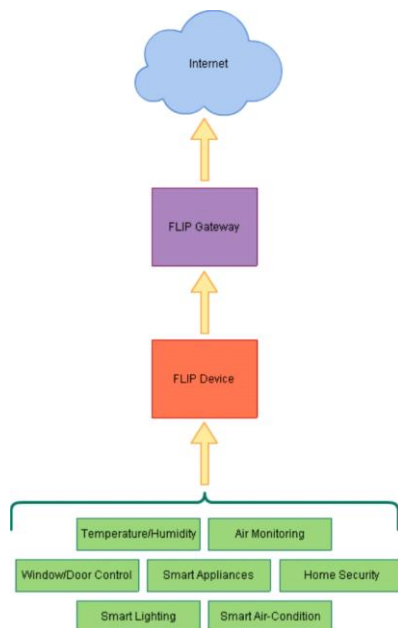 Internet
FLIP Gateway
FLIP Device
Temperature/Humidity
Air Monitoring
Window/Door Control
Smart Appliances
Home Security
Smart Lighting
Smart Air-Condition